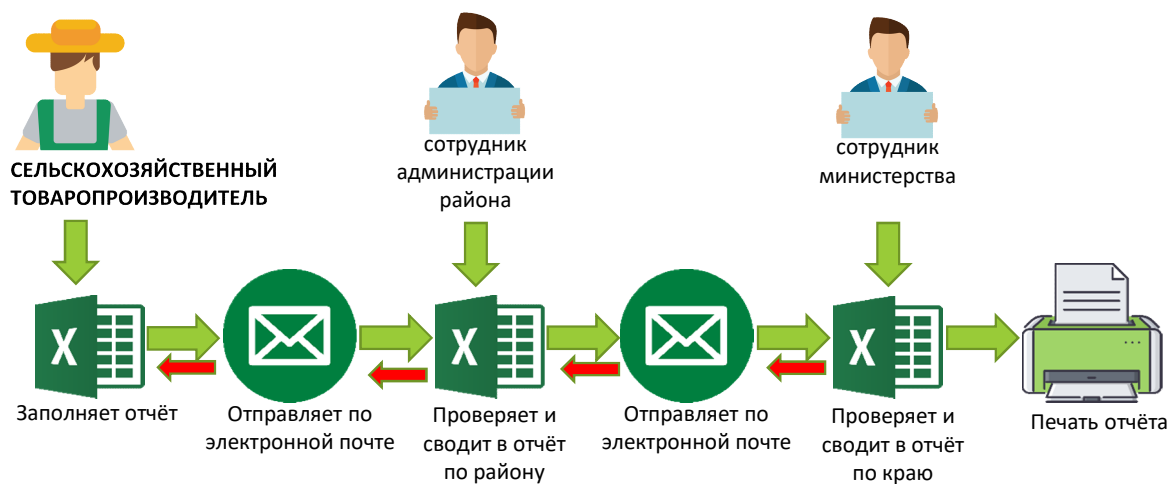 СЕЛЬСКОХОЗЯЙСТВЕННЫЙ
ТОВАРОПРОИЗВОДИТЕЛЬ
сотрудник
администрации
района
сотрудник
министерства
X
X
X
Заполняет отчёт
Отправляет по
электронной почте
Проверяет и
сводит в отчёт
по району
Отправляет по
электронной почте
Проверяет и
сводит в отчёт
по краю
Печать отчёта